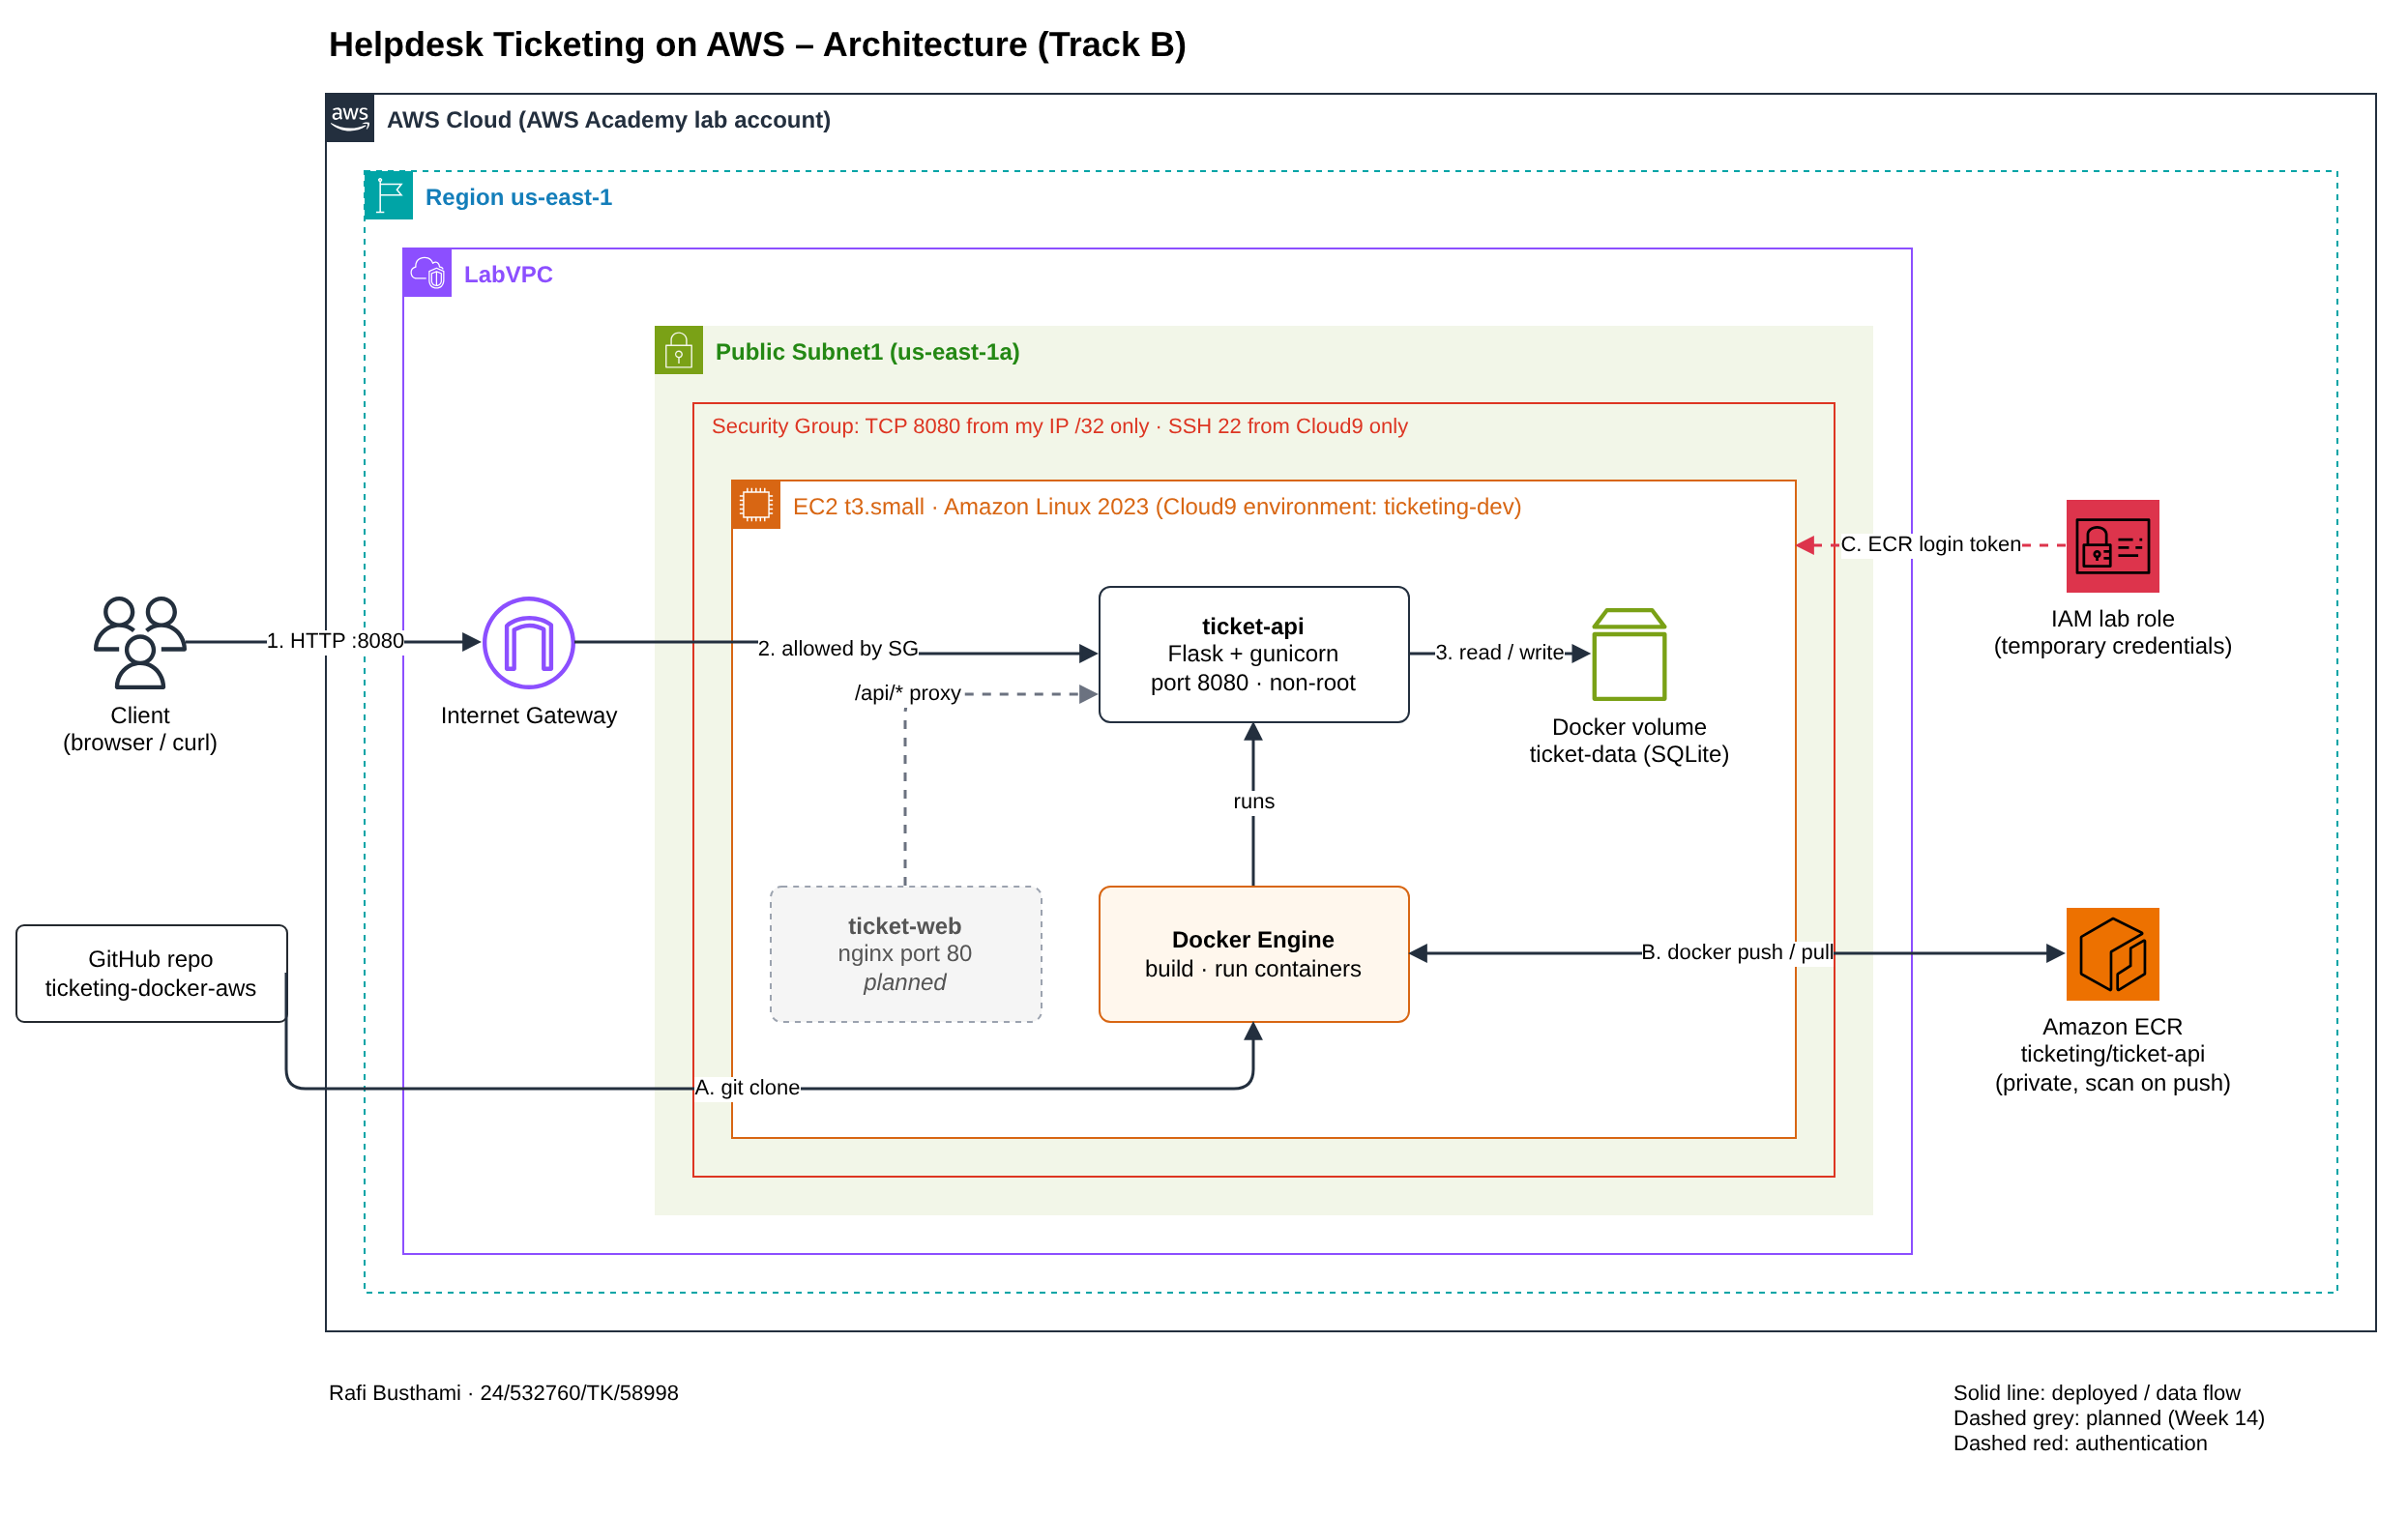 Helpdesk Ticketing on AWS – Architecture (Track B)
aws
AWS Cloud (AWS Academy lab account)
Region us-east-1
LabVPC
Public Subnet1 (us-east-1a)
Security Group: TCP 8080 from my IP /32 only · SSH 22 from Cloud9 only
EC2 t3.small · Amazon Linux 2023 (Cloud9 environment: ticketing-dev)
C. ECR login token
IAM lab role
(temporary credentials)
Client
(browser / curl)
1. HTTP :8080
Internet Gateway
2. allowed by SG
/api/* proxy
ticket-api
Flask + gunicorn
port 8080 · non-root
3. read / write
Docker volume
ticket-data (SQLite)
runs
GitHub repo
ticketing-docker-aws
ticket-web
nginx port 80
planned
Docker Engine
build · run containers
B. docker push / pull
Amazon ECR
ticketing/ticket-api
(private, scan on push)
A. git clone
Rafi Busthami · 24/532760/TK/58998
Solid line: deployed / data flow
Dashed grey: planned (Week 14)
Dashed red: authentication